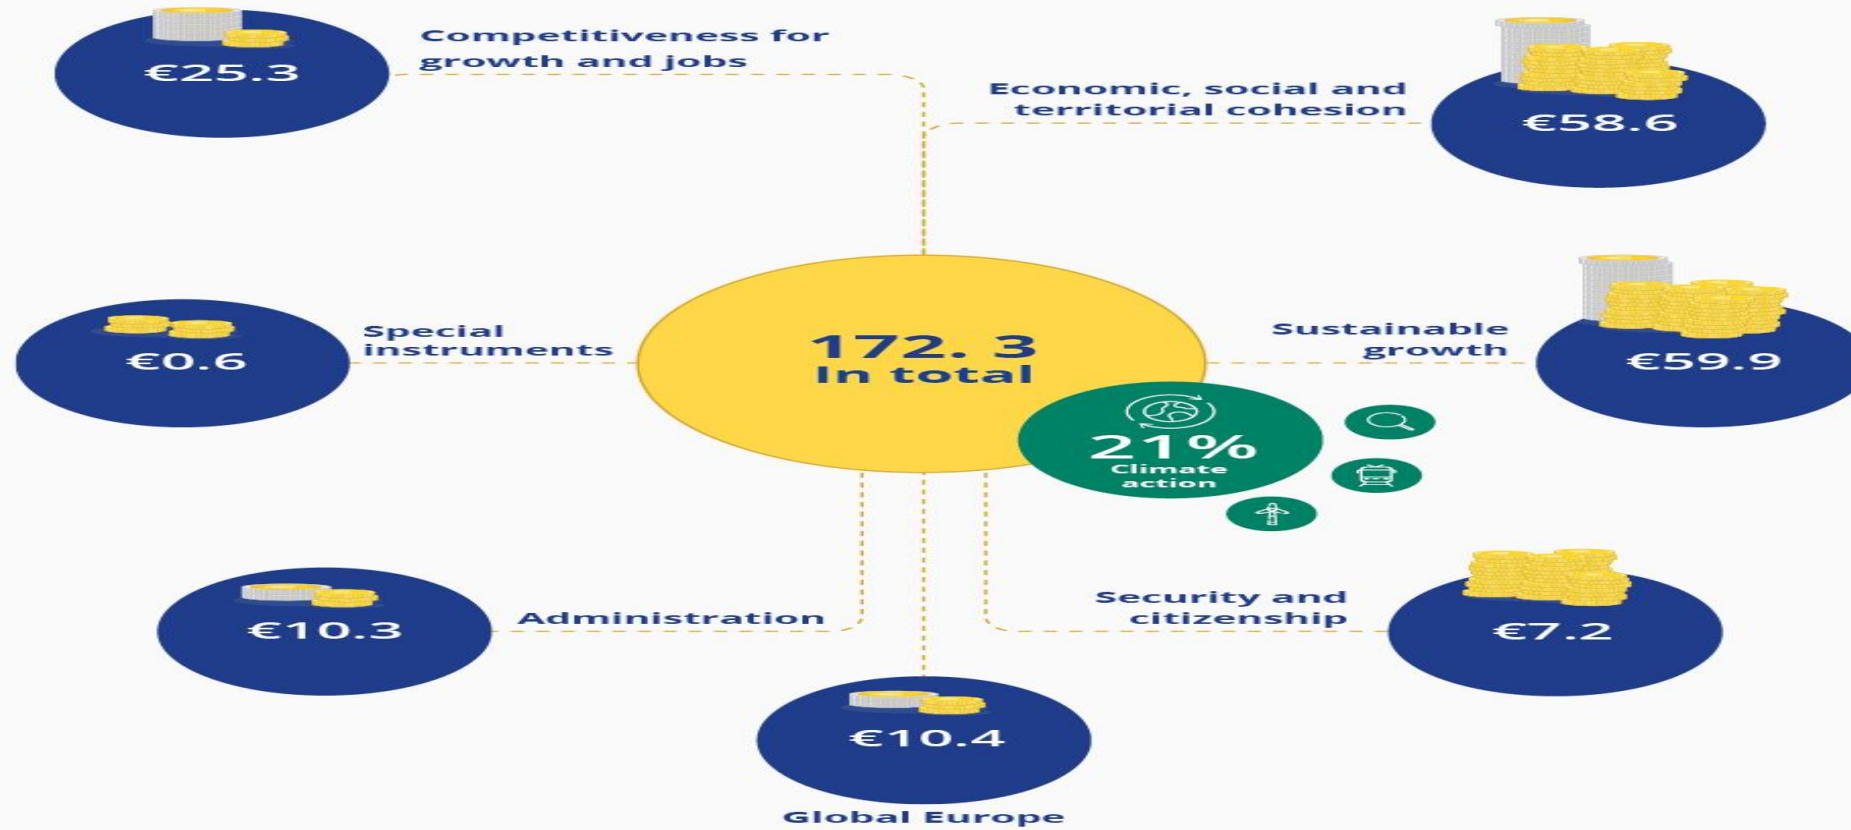 €25.3
Competitiveness for
growth and jobs
Economic, social and
territorial cohesion
€58.6
€0.6
Special
instruments
172. 3
In total
Sustainable
growth
€59.9
21%
Climate
action
€10.3
Administration
Security and
citizenship
€7.2
€10.4
Global Europe